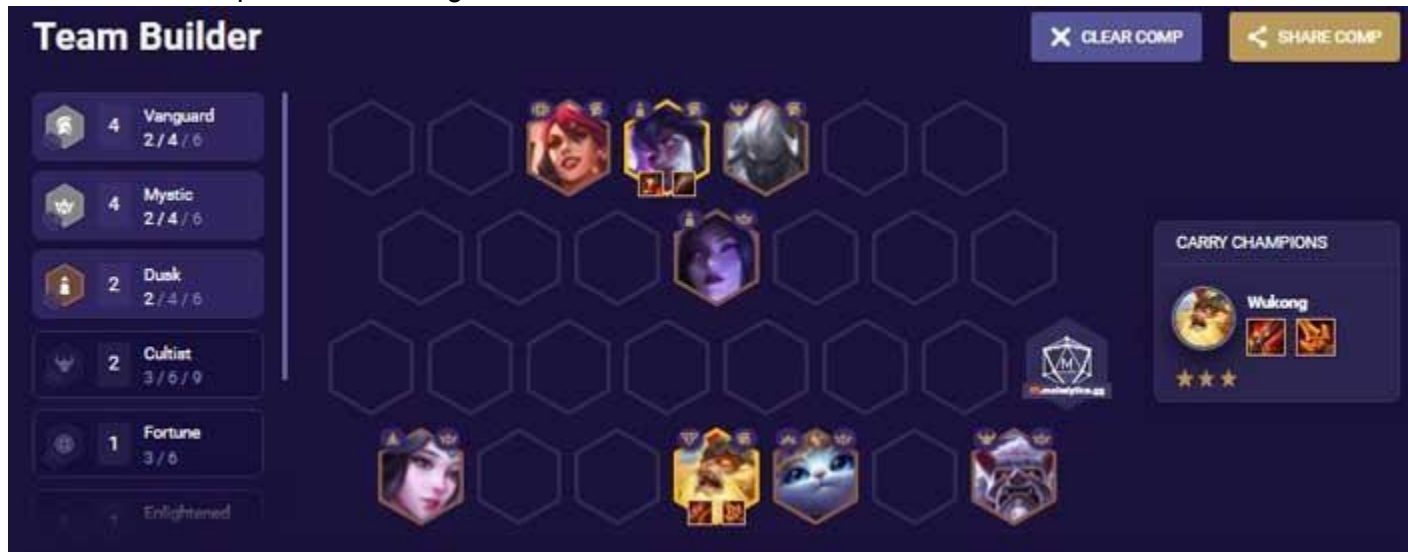 Team Builder
CLEAR COMP
SHARE COMP
4 Vanguard
2/4/6
4 Mystic
2/4/6
2 Dusk
2/4/6
2 Cultist
3/6/9
1 Fortune
3/6
Enlightened
CARRY CHAMPIONS
Wukong
M